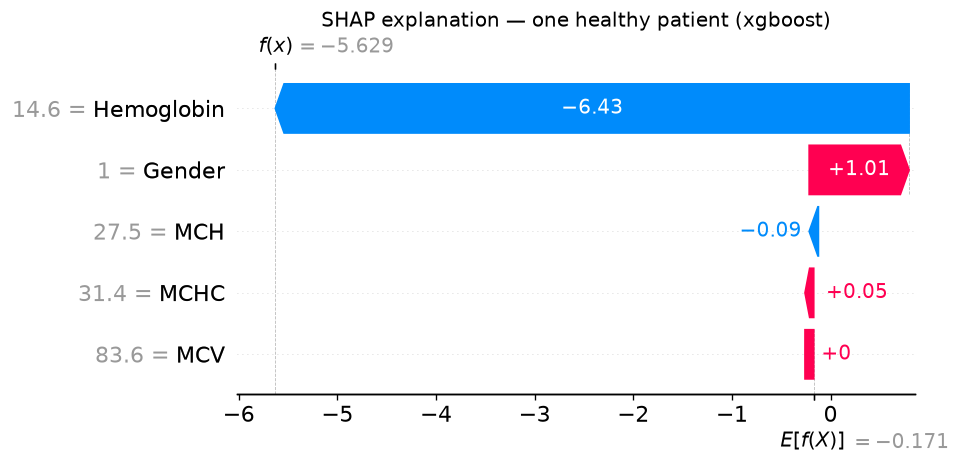 SHAP explanation — one healthy patient (xgboost)
f(x) = −5.629
14.6 = Hemoglobin −6.43
1 = Gender +1.01
27.5 = MCH −0.09
31.4 = MCHC +0.05
83.6 = MCV +0
−6 −5 −4 −3 −2 −1 0
E[f(X)] = −0.171